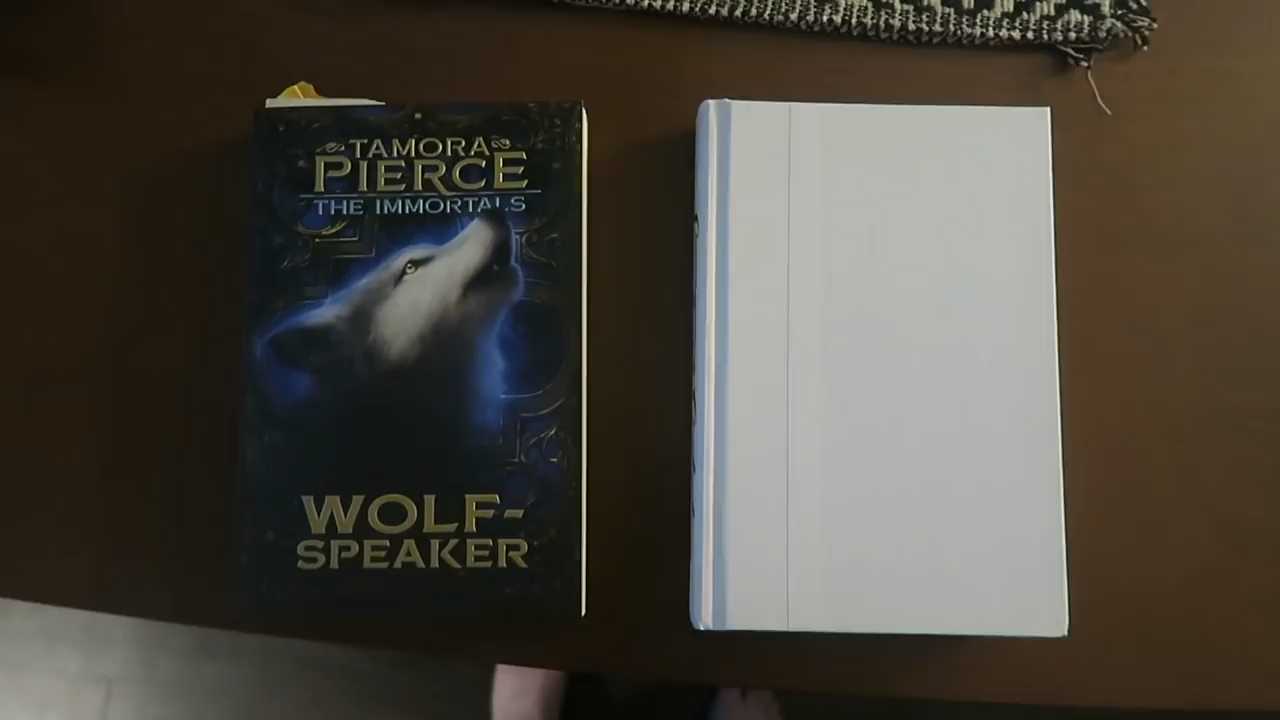 TAMORA
PIERCE
THE IMMORTALS
WOLF-
SPEAKER